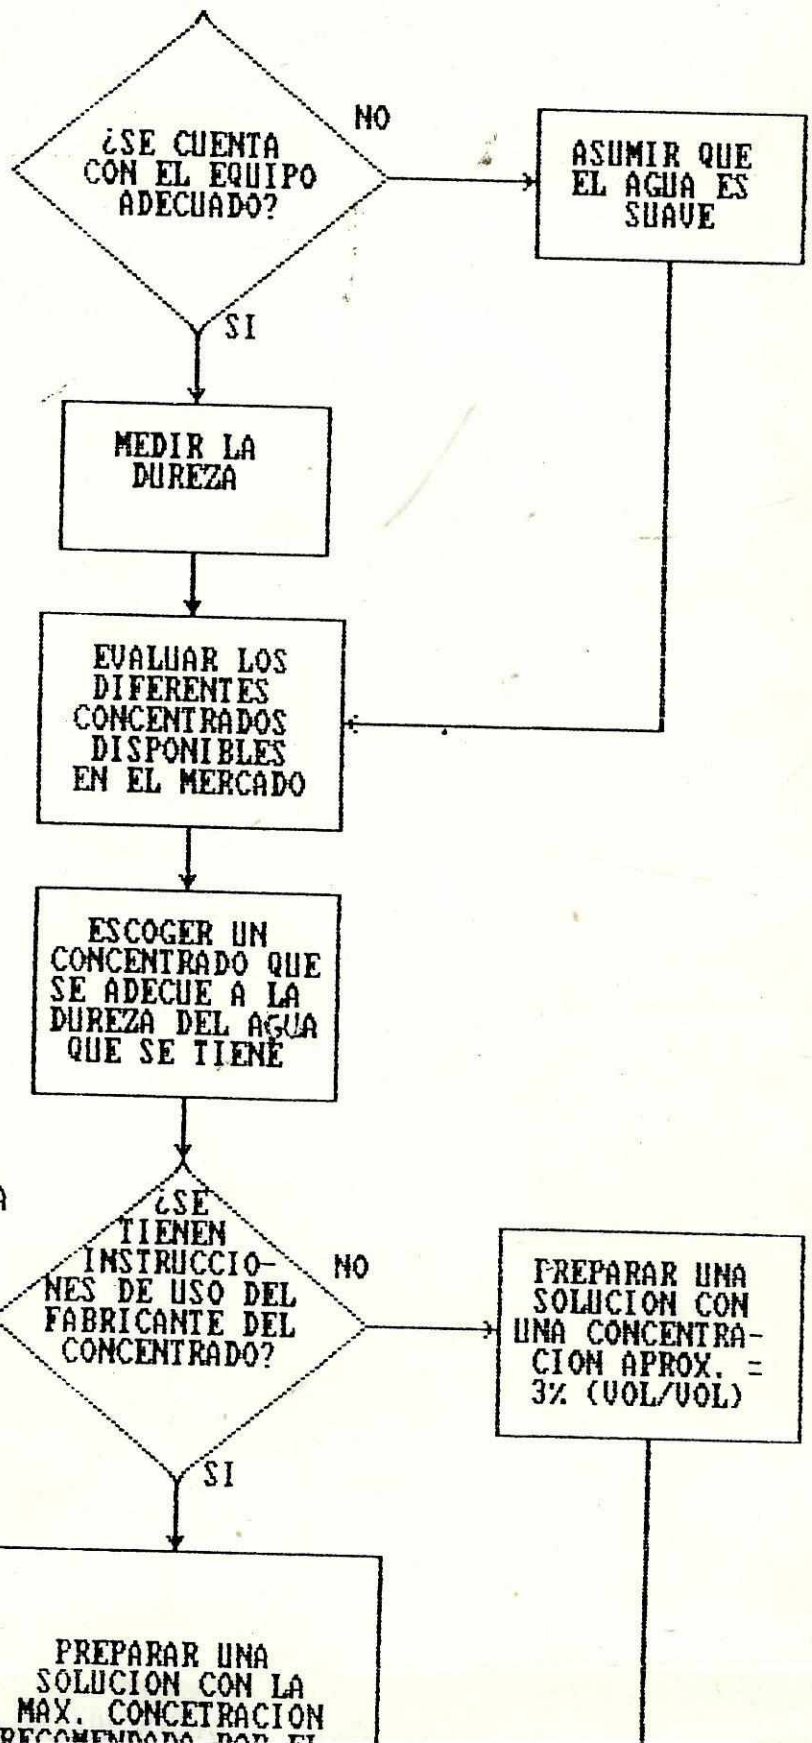 ¿SE CUENTA
CON EL EQUIPO
ADECUADO?
NO
ASUMIR QUE
EL AGUA ES
SUAVE
SI
MEDIR LA
DUREZA
EVALUAR LOS
DIFERENTES
CONCENTRADOS
DISPONIBLES
EN EL MERCADO
ESCOGER UN
CONCENTRADO QUE
SE ADECUE A LA
DUREZA DEL AGUA
QUE SE TIENE
¿SE
TIENEN
INSTRUCCIO-
NES DE USO DEL
FABRICANTE DEL
CONCENTRADO?
NO
PREPARAR UNA
SOLUCION CON
UNA CONCENTRA-
CION APROX. =
3% (VOL/VOL)
SI
PREPARAR UNA
SOLUCION CON LA
MAX. CONCETRACION
RECOMENDADA POR EL